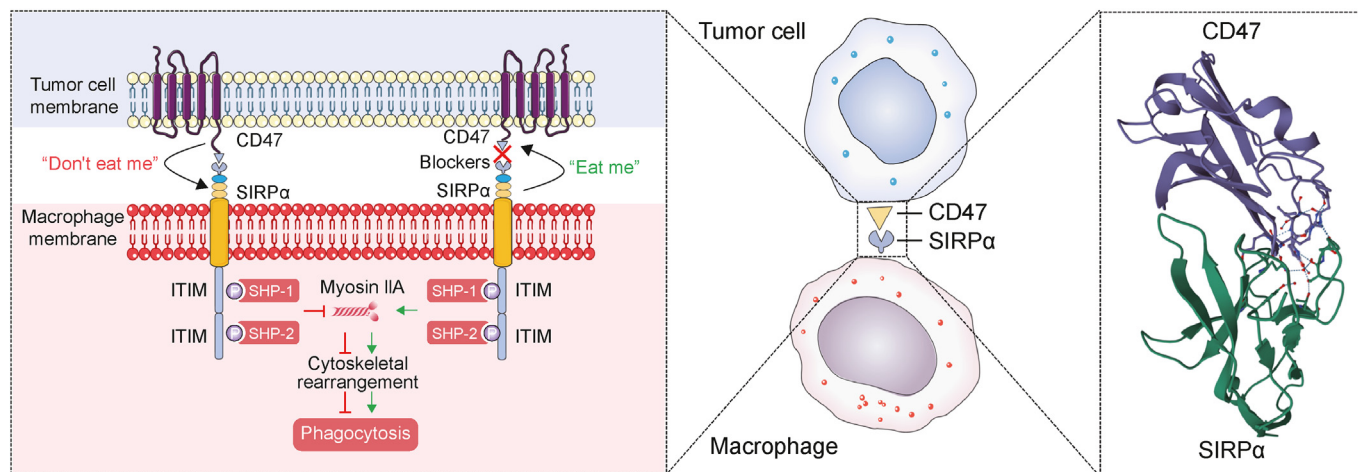 Tumor cell
membrane
CD47
CD47
"Don't eat me"
Blockers
"Eat me"
SIRPα
SIRPα
Macrophage
membrane
ITIM
P
SHP-1
Myosin IIA
SHP-1
P
ITIM
ITIM
P
SHP-2
SHP-2
P
ITIM
Cytoskeletal
rearrangement
Phagocytosis
Tumor cell
CD47
SIRPα
Macrophage
CD47
SIRPα